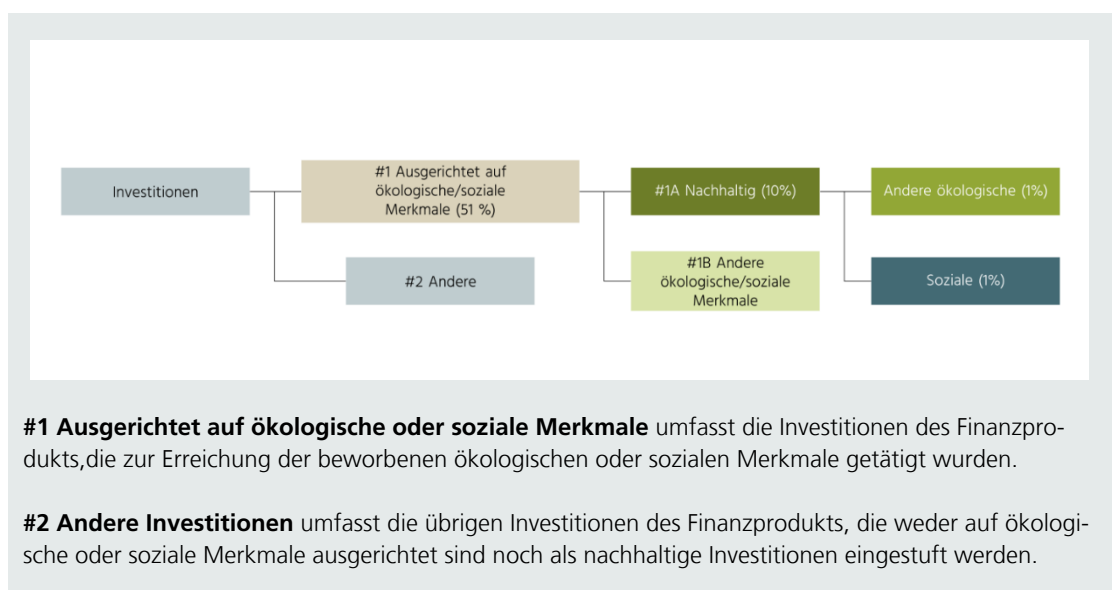 Investitionen
#1 Ausgerichtet auf
ökologische/soziale
Merkmale (51 %)
#1A Nachhaltig (10%)
Andere ökologische (1%)
#2 Andere
#1B Andere
ökologische/soziale
Merkmale
Soziale (1%)
#1 Ausgerichtet auf ökologische oder soziale Merkmale umfasst die Investitionen des Finanzpro-
dukts,die zur Erreichung der beworbenen ökologischen oder sozialen Merkmale getätigt wurden.
#2 Andere Investitionen umfasst die übrigen Investitionen des Finanzprodukts, die weder auf ökologi-
sche oder soziale Merkmale ausgerichtet sind noch als nachhaltige Investitionen eingestuft werden.